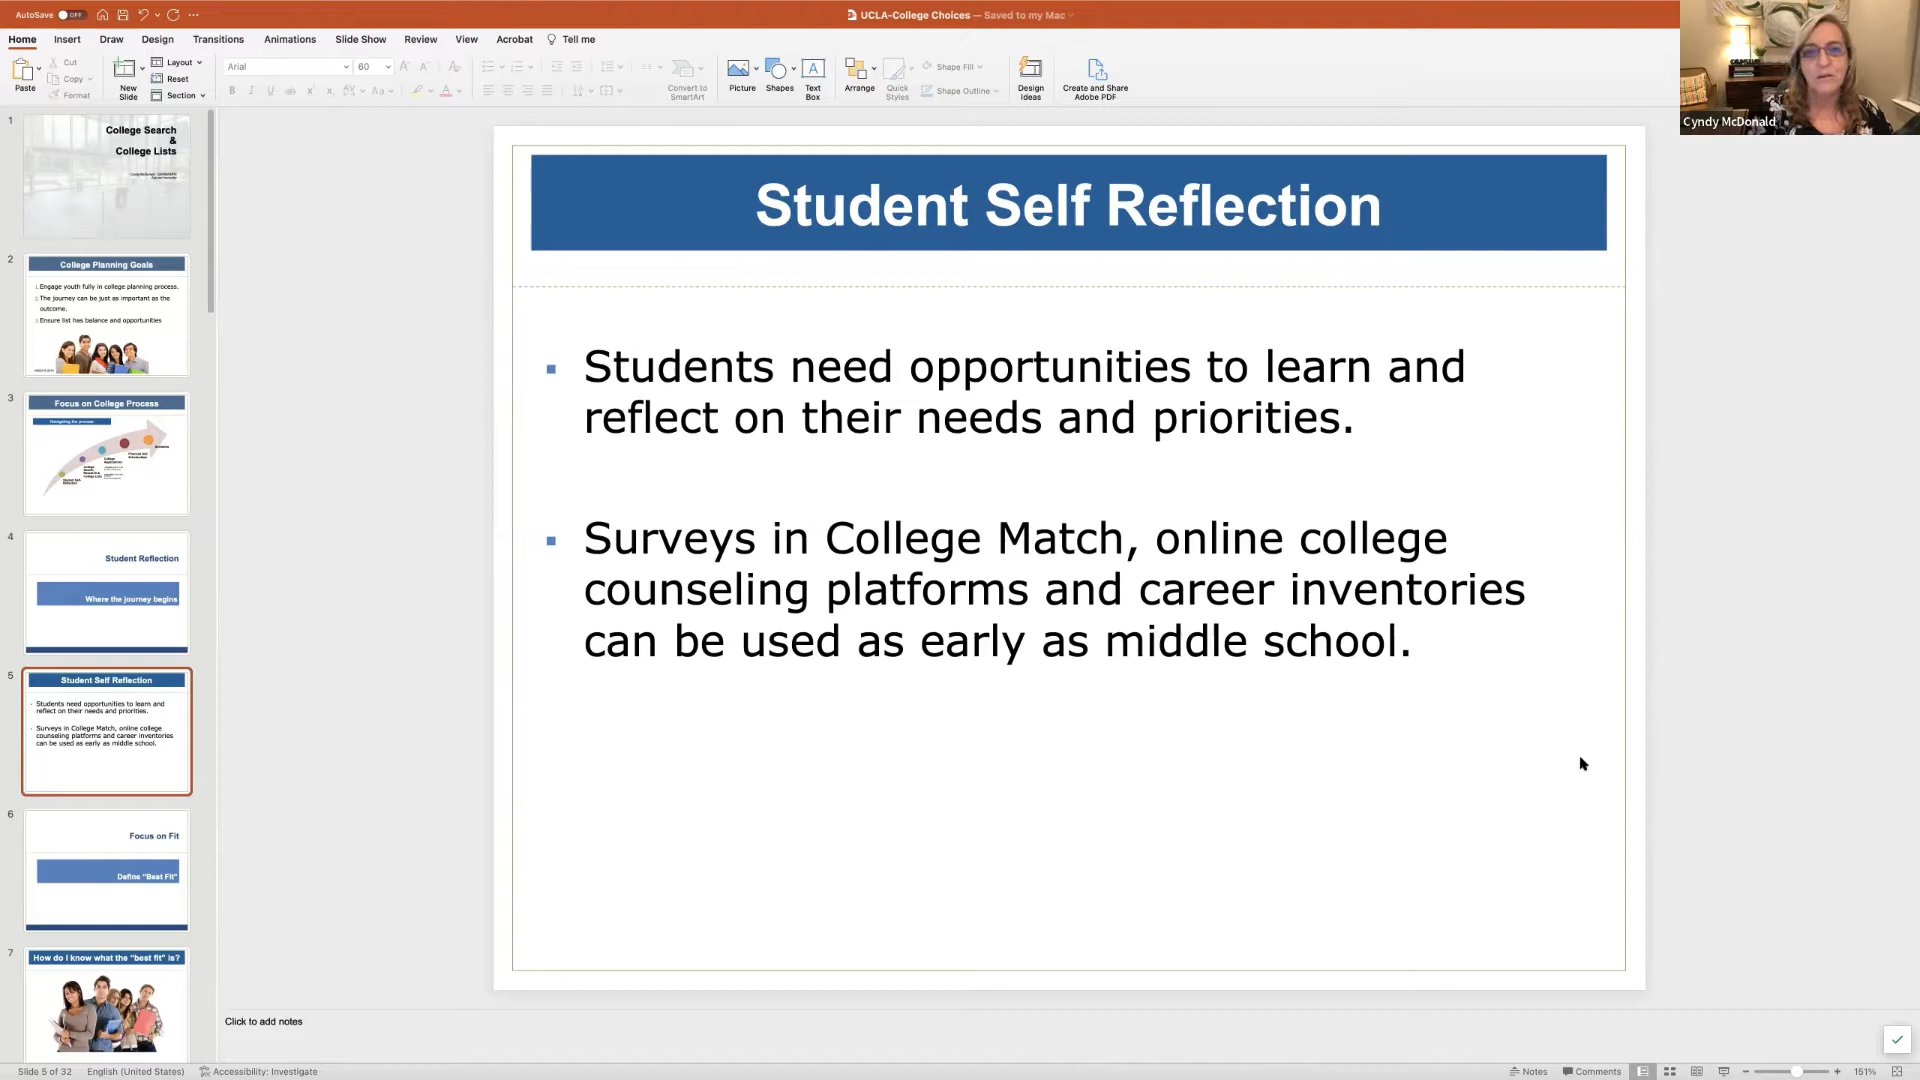 AutoSave OFF
UCLA-College Choices — Saved to my Mac
Home Insert Draw Design Transitions Animations Slide Show Review View Acrobat Tell me
Paste
Cut
Copy
Format
New
Slide
Layout
Reset
Section
Arial 60
Convert to
SmartArt
Picture
Shapes
Text
Box
Arrange
Quick
Styles
Shape Fill
Shape Outline
Design
Ideas
Create and Share
Adobe PDF
Cyndy McDonald
1
College Search
&
College Lists
2
College Planning Goals
Engage youth fully in college planning process.
The journey can be just as important as the
outcome.
Ensure list has balance and opportunities
3
Focus on College Process
Navigating the process
4
Student Reflection
Where the journey begins
5
Student Self Reflection
Students need opportunities to learn and
reflect on their needs and priorities.
Surveys in College Match, online college
counseling platforms and career inventories
can be used as early as middle school.
6
Focus on Fit
Define "Best Fit"
7
How do I know what the "best fit" is?
Student Self Reflection
Students need opportunities to learn and
reflect on their needs and priorities.
Surveys in College Match, online college
counseling platforms and career inventories
can be used as early as middle school.
Click to add notes
Slide 5 of 32 English (United States) Accessibility: Investigate
Notes Comments 151%